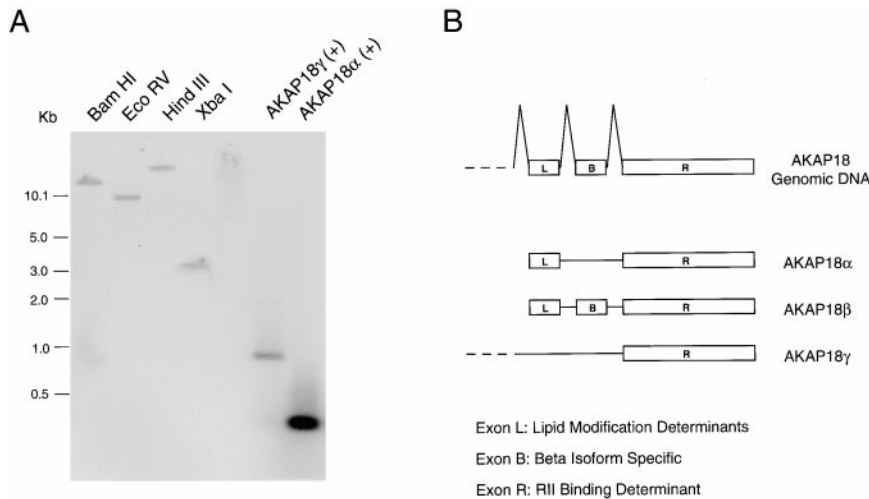 A
Bam HI
Eco RV
Hind III
Xba I
AKAP18γ (+)
AKAP18α (+)
Kb
10.1
5.0
3.0
2.0
1.0
0.5
B
L
B
R
AKAP18
Genomic DNA
L
R
AKAP18α
L
B
R
AKAP18β
R
AKAP18γ
Exon L: Lipid Modification Determinants
Exon B: Beta Isoform Specific
Exon R: RII Binding Determinant